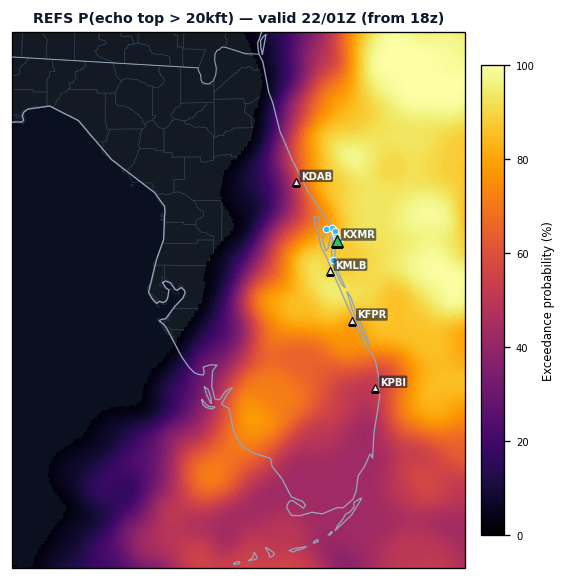 REFS P(echo top > 20kft) — valid 22/01Z (from 18z)
KDAB
KXMR
KMLB
KFPR
KPBI
100
80
60
40
20
0
Exceedance probability (%)